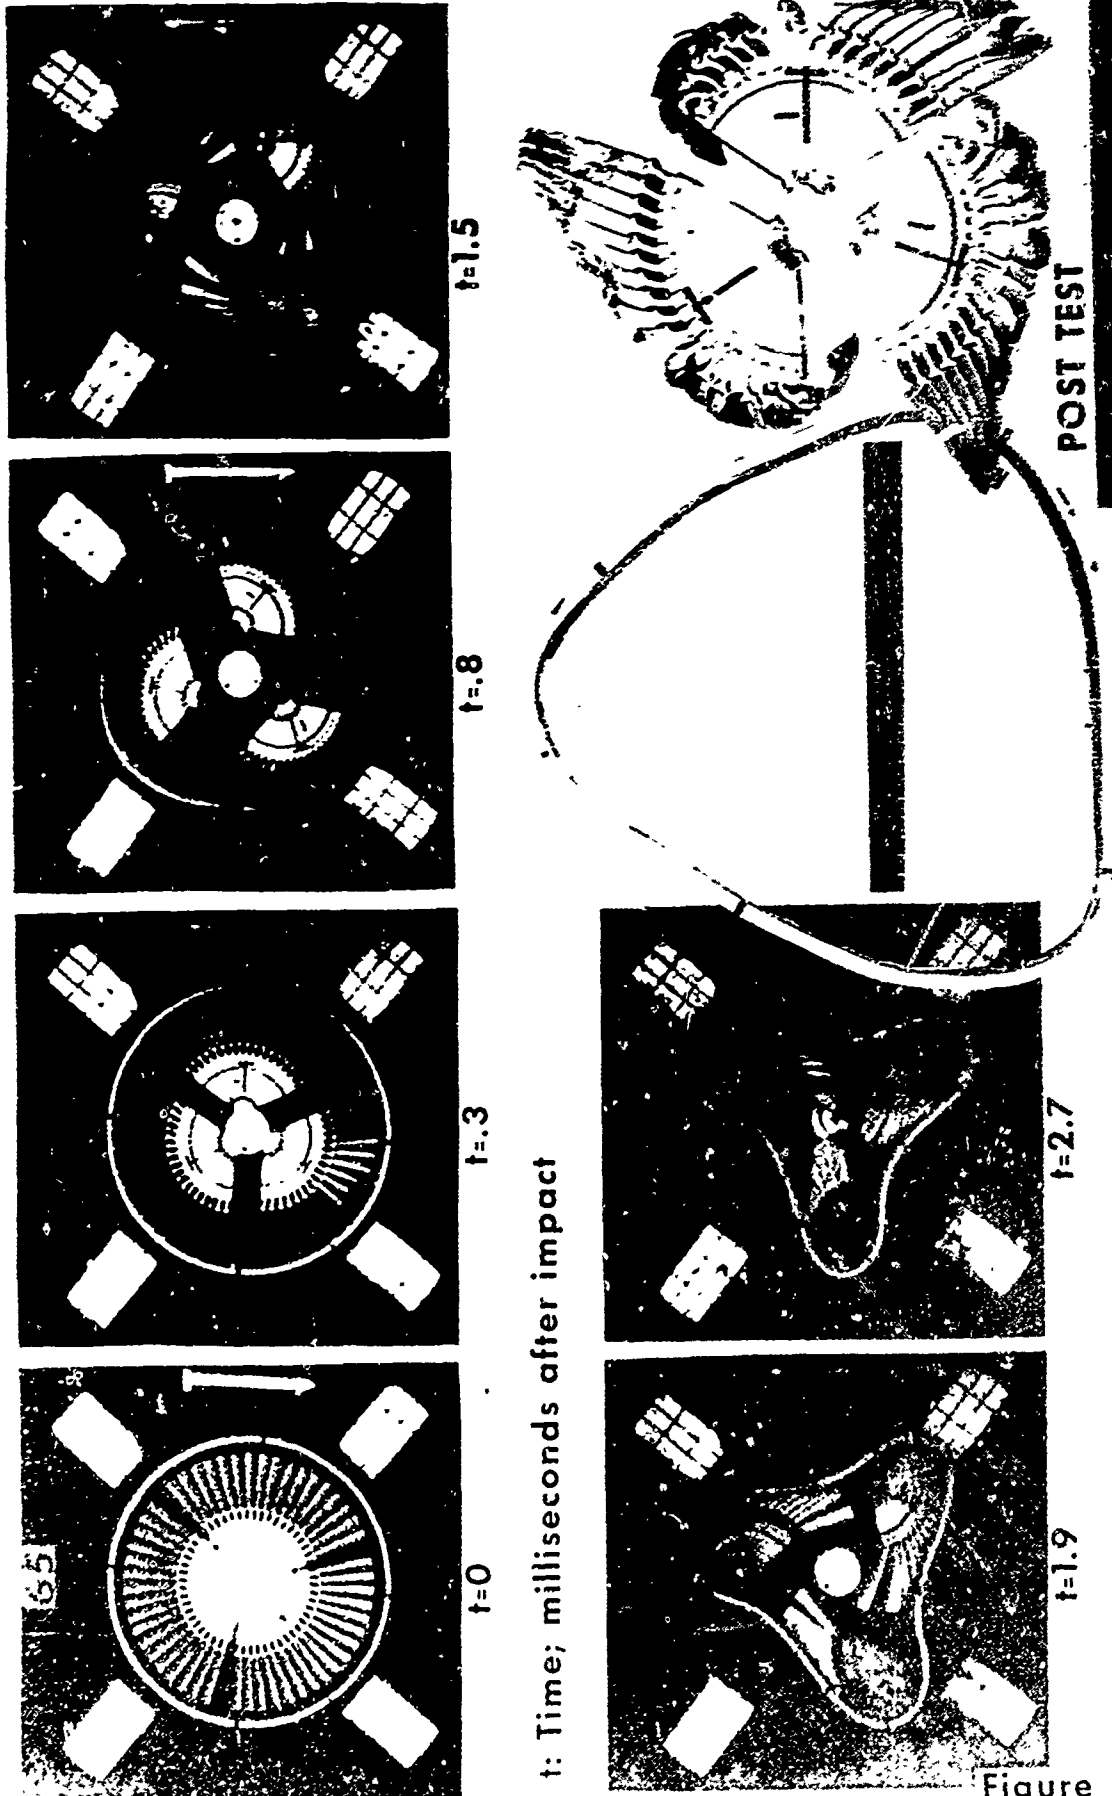 65
t=0
t=.3
t=.8
t=1.5
t: Time; milliseconds after impact
t=1.9
t=2.7
POST TEST
Figure